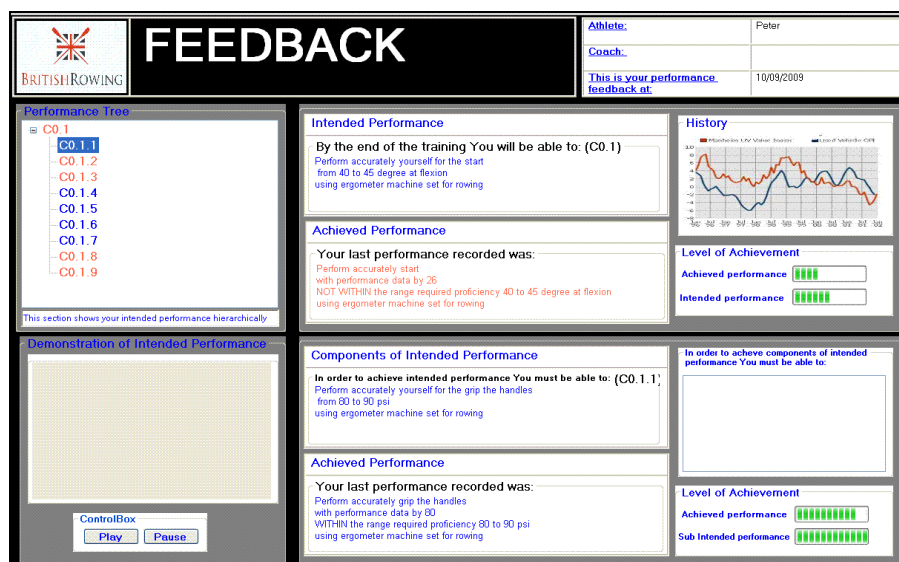 BRITISHROWING
FEEDBACK
Athlete:
Peter
Coach:
This is your performance
feedback at:
10/09/2009
Performance Tree
C0.1
C0.1.1
C0.1.2
C0.1.3
C0.1.4
C0.1.5
C0.1.6
C0.1.7
C0.1.8
C0.1.9
This section shows your intended performance hierarchically
Intended Performance
By the end of the training You will be able to: (C0.1)
Perform accurately yourself for the start
from 40 to 45 degree at flexion
using ergometer machine set for rowing
Achieved Performance
Your last performance recorded was:
Perform accurately start
with performance data by 26
NOT WITHIN the range required proficiency 40 to 45 degree at flexion
using ergometer machine set for rowing
History
Level of Achievement
Achieved performance
Intended performance
Demonstration of Intended Performance
ControlBox
Play
Pause
Components of Intended Performance
In order to achieve intended performance You must be able to: (C0.1.1)
Perform accurately yourself for the grip the handles
from 80 to 90 psi
using ergometer machine set for rowing
Achieved Performance
Your last performance recorded was:
Perform accurately grip the handles
with performance data by 80
WITHIN the range required proficiency 80 to 90 psi
using ergometer machine set for rowing
In order to acheve components of intended
performance You must be able to:
Level of Achievement
Achieved performance
Sub Intended performance